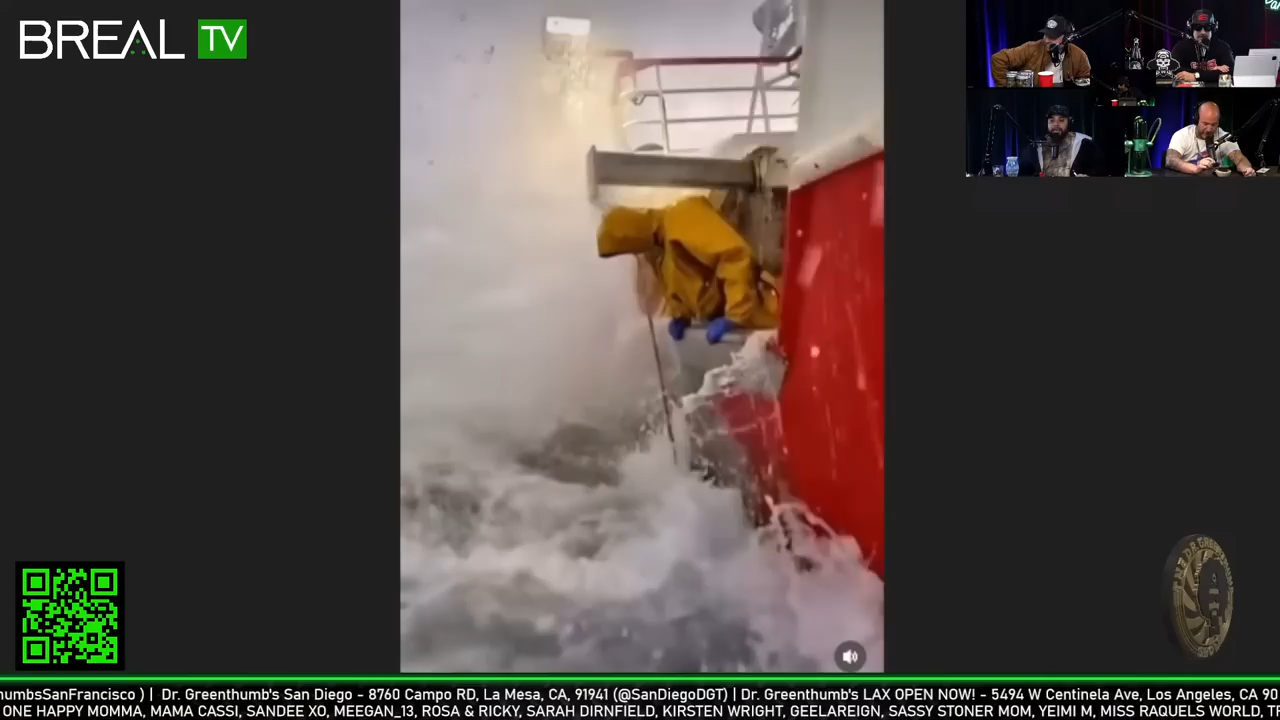 BREAL TV
humbsSanFrancisco ) | Dr. Greenthumb's San Diego - 8760 Campo RD, La Mesa, CA, 91941 (@SanDiegoDGT) | Dr. Greenthumb's LAX OPEN NOW! - 5494 W Centinela Ave, Los Angeles, CA 90
ONE HAPPY MOMMA, MAMA CASSI, SANDEE XO, MEEGAN_13, ROSA & RICKY, SARAH DIRNFIELD, KIRSTEN WRIGHT, GEELAREIGN, SASSY STONER MOM, YEIMI M, MISS RAQUELS WORLD, T